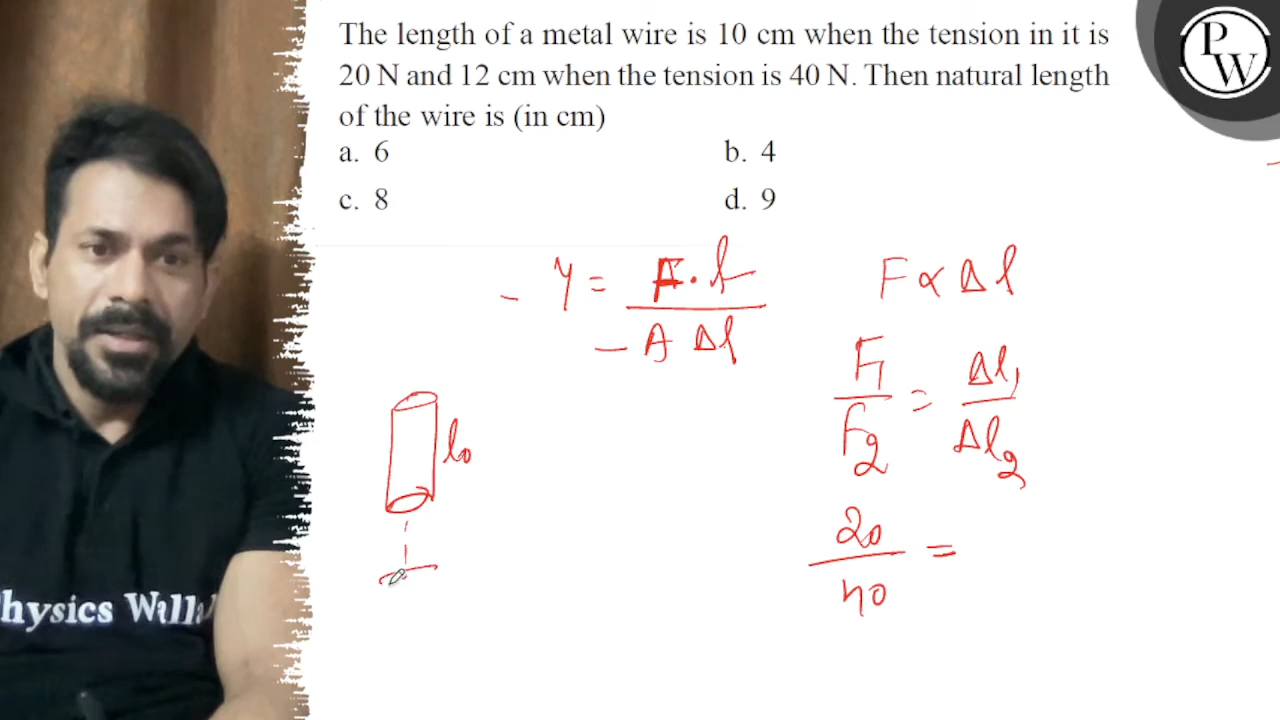 The length of a metal wire is 10 cm when the tension in it is
20 N and 12 cm when the tension is 40 N. Then natural length
of the wire is (in cm)
a. 6 b. 4
c. 8 d. 9
PW
- Y = F · l / - A Δl
F ∝ Δl
F1 / F2 = Δl1 / Δl2
l0
20 / 40 =
hysics Walla